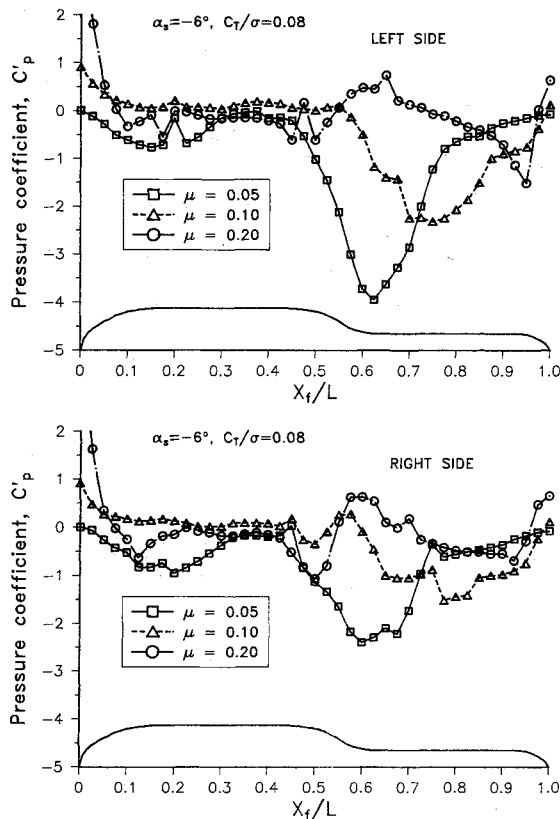 α_s=−6°, C_T/σ=0.08
LEFT SIDE
Pressure coefficient, C'_p
2
1
0
-1
-2
-3
-4
-5
μ = 0.05
μ = 0.10
μ = 0.20
0.0 0.1 0.2 0.3 0.4 0.5 0.6 0.7 0.8 0.9 1.0
X_f/L
α_s=−6°, C_T/σ=0.08
RIGHT SIDE
Pressure coefficient, C'_p
2
1
0
-1
-2
-3
-4
-5
μ = 0.05
μ = 0.10
μ = 0.20
0.0 0.1 0.2 0.3 0.4 0.5 0.6 0.7 0.8 0.9 1.0
X_f/L